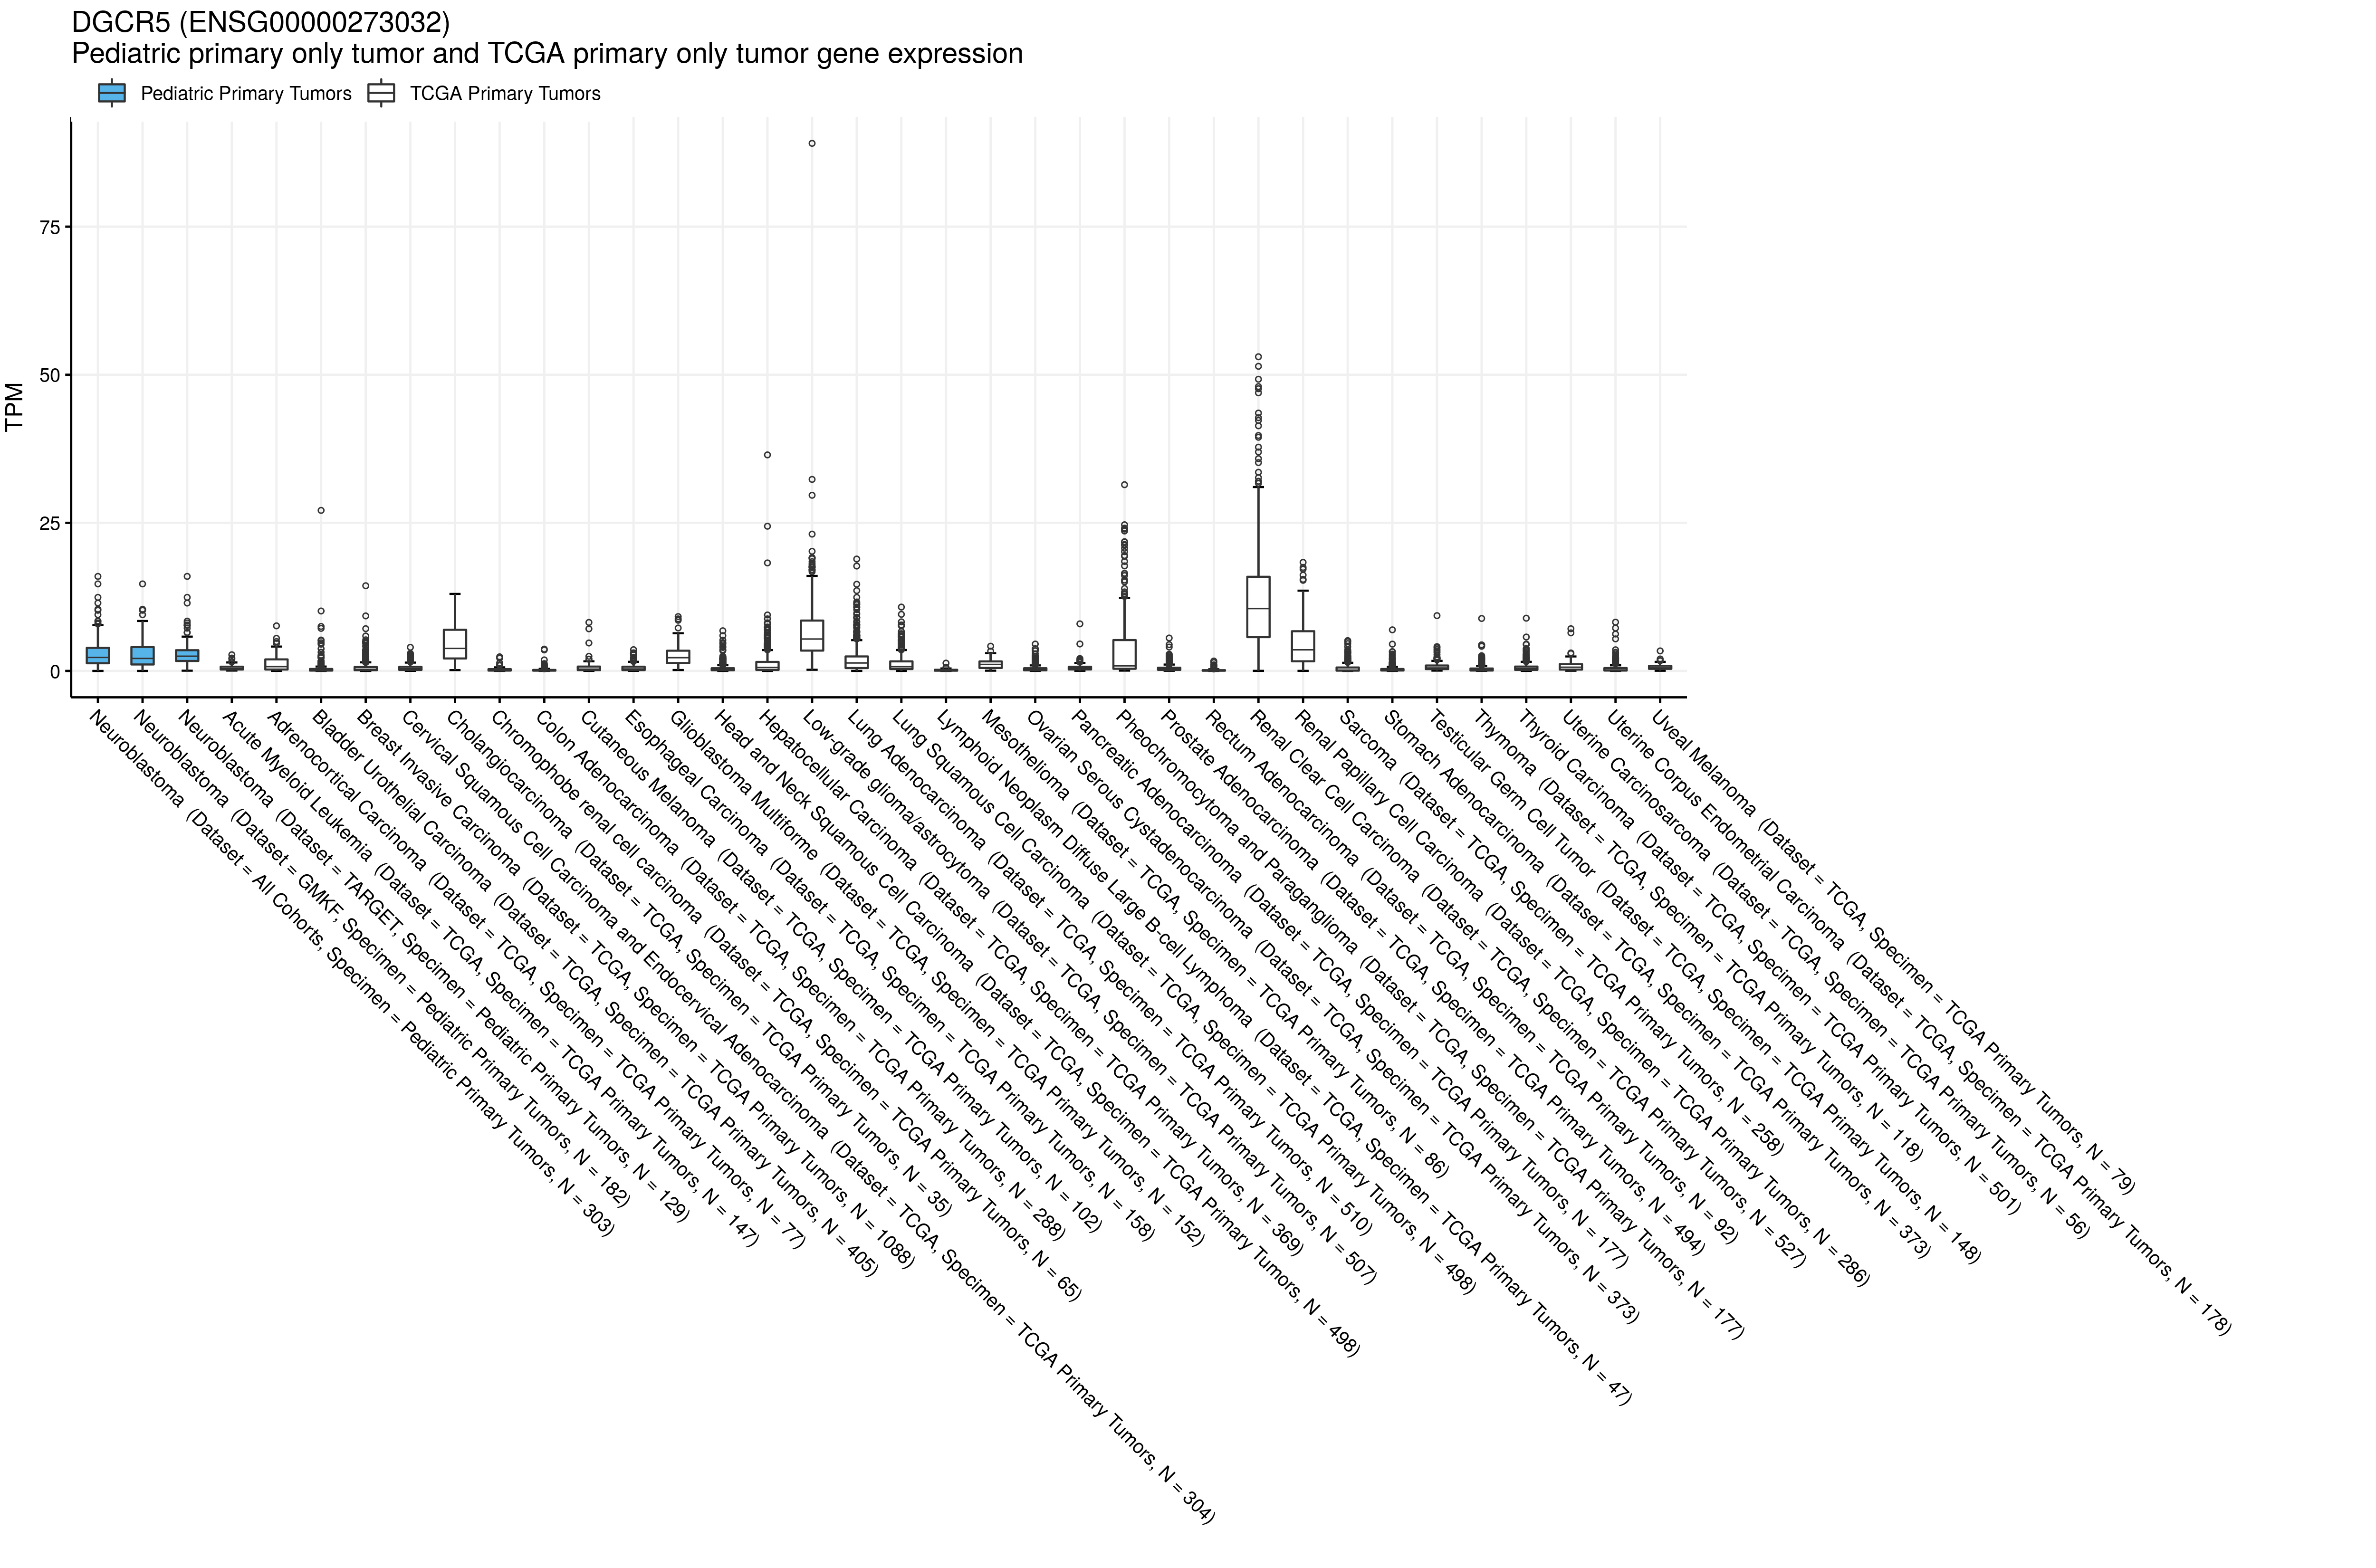 DGCR5 (ENSG00000273032)
Pediatric primary only tumor and TCGA primary only tumor gene expression
Pediatric Primary Tumors
TCGA Primary Tumors
TPM
75
50
25
0
Neuroblastoma (Dataset = All Cohorts, Specimen = Pediatric Primary Tumors, N = 303)
Neuroblastoma (Dataset = GMKF, Specimen = Pediatric Primary Tumors, N = 182)
Neuroblastoma (Dataset = TARGET, Specimen = Pediatric Primary Tumors, N = 129)
Acute Myeloid Leukemia (Dataset = TCGA, Specimen = TCGA Primary Tumors, N = 147)
Adrenocortical Carcinoma (Dataset = TCGA, Specimen = TCGA Primary Tumors, N = 77)
Bladder Urothelial Carcinoma (Dataset = TCGA, Specimen = TCGA Primary Tumors, N = 405)
Breast Invasive Carcinoma (Dataset = TCGA, Specimen = TCGA Primary Tumors, N = 1088)
Cervical Squamous Cell Carcinoma and Endocervical Adenocarcinoma (Dataset = TCGA, Specimen = TCGA Primary Tumors, N = 304)
Cholangiocarcinoma (Dataset = TCGA, Specimen = TCGA Primary Tumors, N = 35)
Chromophobe renal cell carcinoma (Dataset = TCGA, Specimen = TCGA Primary Tumors, N = 65)
Colon Adenocarcinoma (Dataset = TCGA, Specimen = TCGA Primary Tumors, N = 288)
Cutaneous Melanoma (Dataset = TCGA, Specimen = TCGA Primary Tumors, N = 102)
Esophageal Carcinoma (Dataset = TCGA, Specimen = TCGA Primary Tumors, N = 158)
Glioblastoma Multiforme (Dataset = TCGA, Specimen = TCGA Primary Tumors, N = 152)
Head and Neck Squamous Cell Carcinoma (Dataset = TCGA, Specimen = TCGA Primary Tumors, N = 498)
Hepatocellular Carcinoma (Dataset = TCGA, Specimen = TCGA Primary Tumors, N = 369)
Low-grade glioma/astrocytoma (Dataset = TCGA, Specimen = TCGA Primary Tumors, N = 507)
Lung Adenocarcinoma (Dataset = TCGA, Specimen = TCGA Primary Tumors, N = 510)
Lung Squamous Cell Carcinoma (Dataset = TCGA, Specimen = TCGA Primary Tumors, N = 498)
Lymphoid Neoplasm Diffuse Large B-cell Lymphoma (Dataset = TCGA, Specimen = TCGA Primary Tumors, N = 47)
Mesothelioma (Dataset = TCGA, Specimen = TCGA Primary Tumors, N = 86)
Ovarian Serous Cystadenocarcinoma (Dataset = TCGA, Specimen = TCGA Primary Tumors, N = 373)
Pancreatic Adenocarcinoma (Dataset = TCGA, Specimen = TCGA Primary Tumors, N = 177)
Pheochromocytoma and Paraganglioma (Dataset = TCGA, Specimen = TCGA Primary Tumors, N = 177)
Prostate Adenocarcinoma (Dataset = TCGA, Specimen = TCGA Primary Tumors, N = 494)
Rectum Adenocarcinoma (Dataset = TCGA, Specimen = TCGA Primary Tumors, N = 92)
Renal Clear Cell Carcinoma (Dataset = TCGA, Specimen = TCGA Primary Tumors, N = 527)
Renal Papillary Cell Carcinoma (Dataset = TCGA, Specimen = TCGA Primary Tumors, N = 286)
Sarcoma (Dataset = TCGA, Specimen = TCGA Primary Tumors, N = 258)
Stomach Adenocarcinoma (Dataset = TCGA, Specimen = TCGA Primary Tumors, N = 373)
Testicular Germ Cell Tumor (Dataset = TCGA, Specimen = TCGA Primary Tumors, N = 148)
Thymoma (Dataset = TCGA, Specimen = TCGA Primary Tumors, N = 118)
Thyroid Carcinoma (Dataset = TCGA, Specimen = TCGA Primary Tumors, N = 501)
Uterine Carcinosarcoma (Dataset = TCGA, Specimen = TCGA Primary Tumors, N = 56)
Uterine Corpus Endometrial Carcinoma (Dataset = TCGA, Specimen = TCGA Primary Tumors, N = 178)
Uveal Melanoma (Dataset = TCGA, Specimen = TCGA Primary Tumors, N = 79)